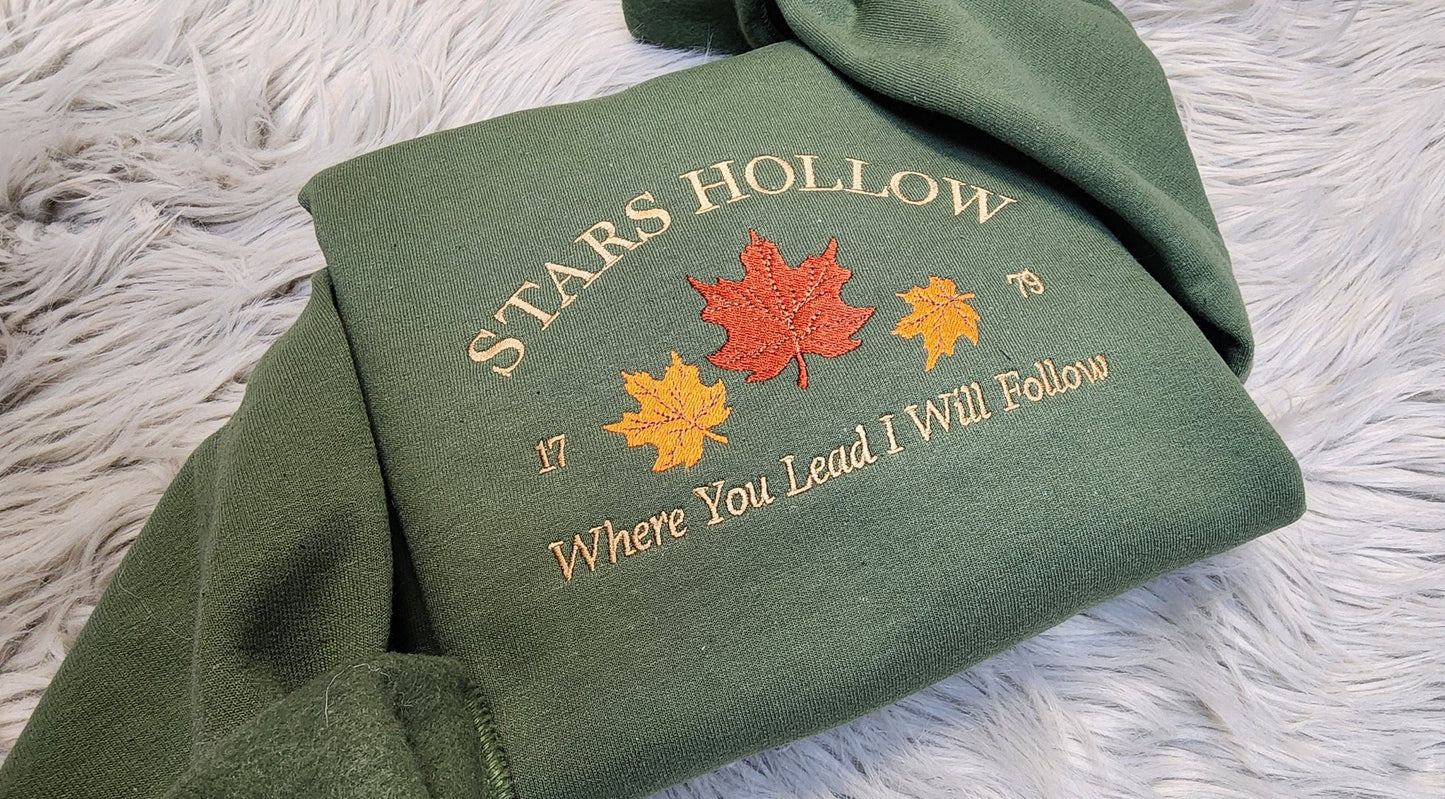 STARS HOLLOW
17 79
Where You Lead I Will Follow